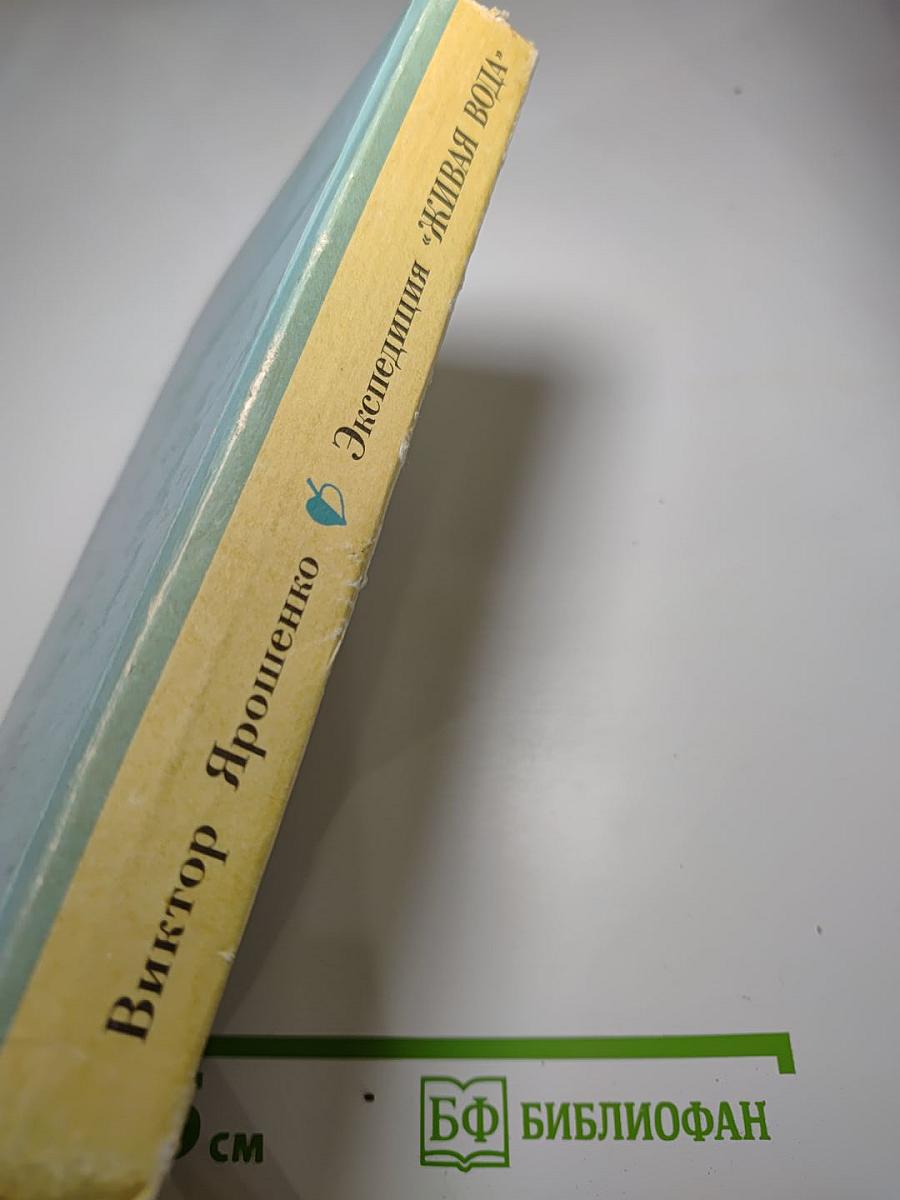 Виктор Ярошенко Экспедиция "ЖИВАЯ ВОДА"
см
БФ БИБЛИОФАН